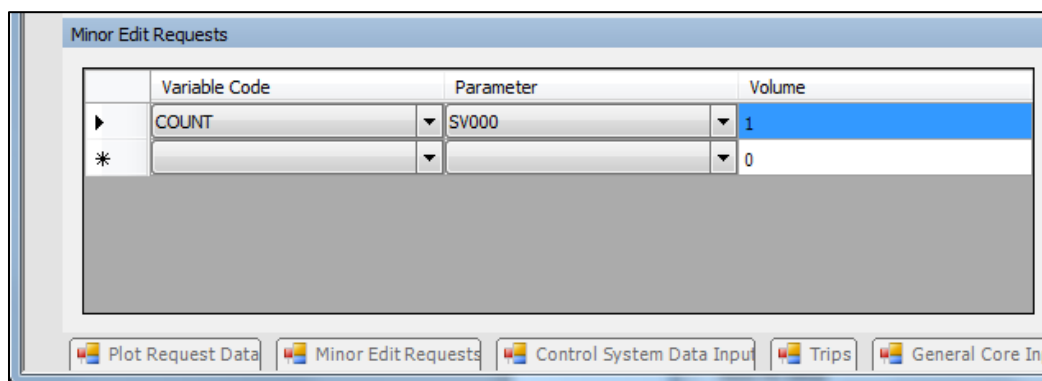 Minor Edit Requests
Variable Code Parameter Volume
COUNT SV000 1
0
Plot Request Data Minor Edit Requests Control System Data Input Trips General Core In